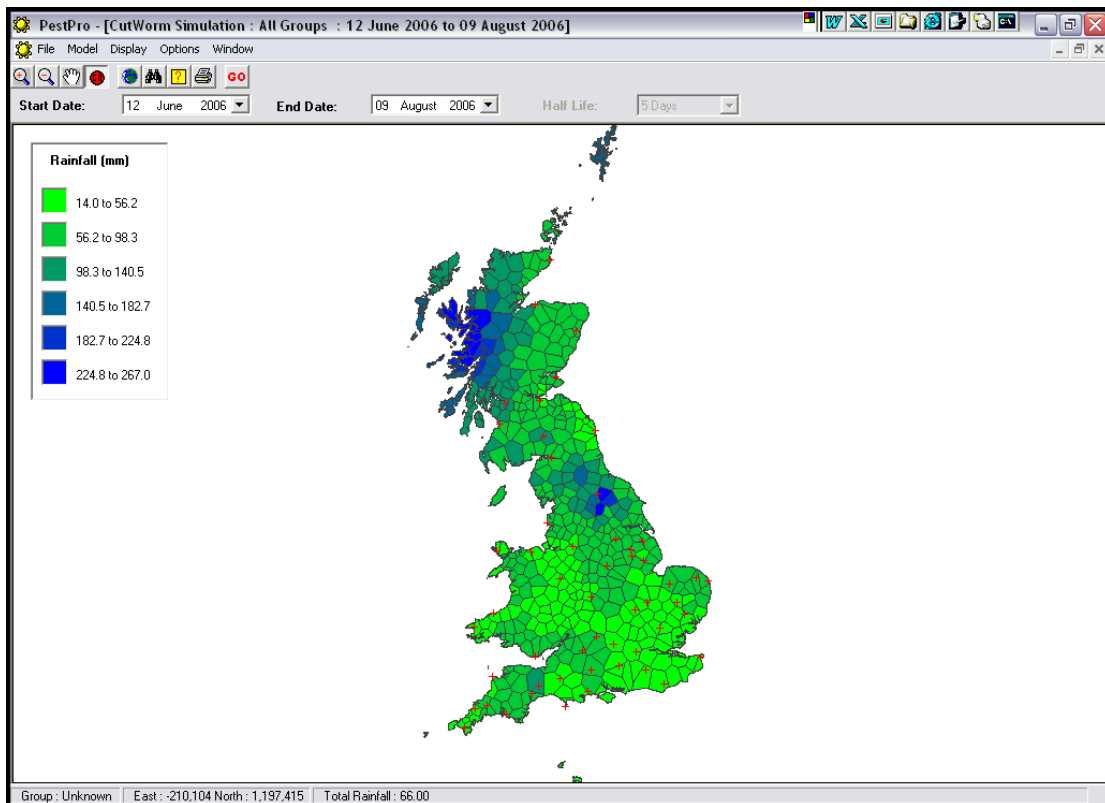 PestPro - [CutWorm Simulation : All Groups : 12 June 2006 to 09 August 2006]
File Model Display Options Window
GO
Start Date: 12 June 2006 End Date: 09 August 2006 Half Life: 5 Days
Rainfall (mm)
14.0 to 56.2
56.2 to 98.3
98.3 to 140.5
140.5 to 182.7
182.7 to 224.8
224.8 to 267.0
Group : Unknown East : -210,104 North : 1,197,415 Total Rainfall : 66.00